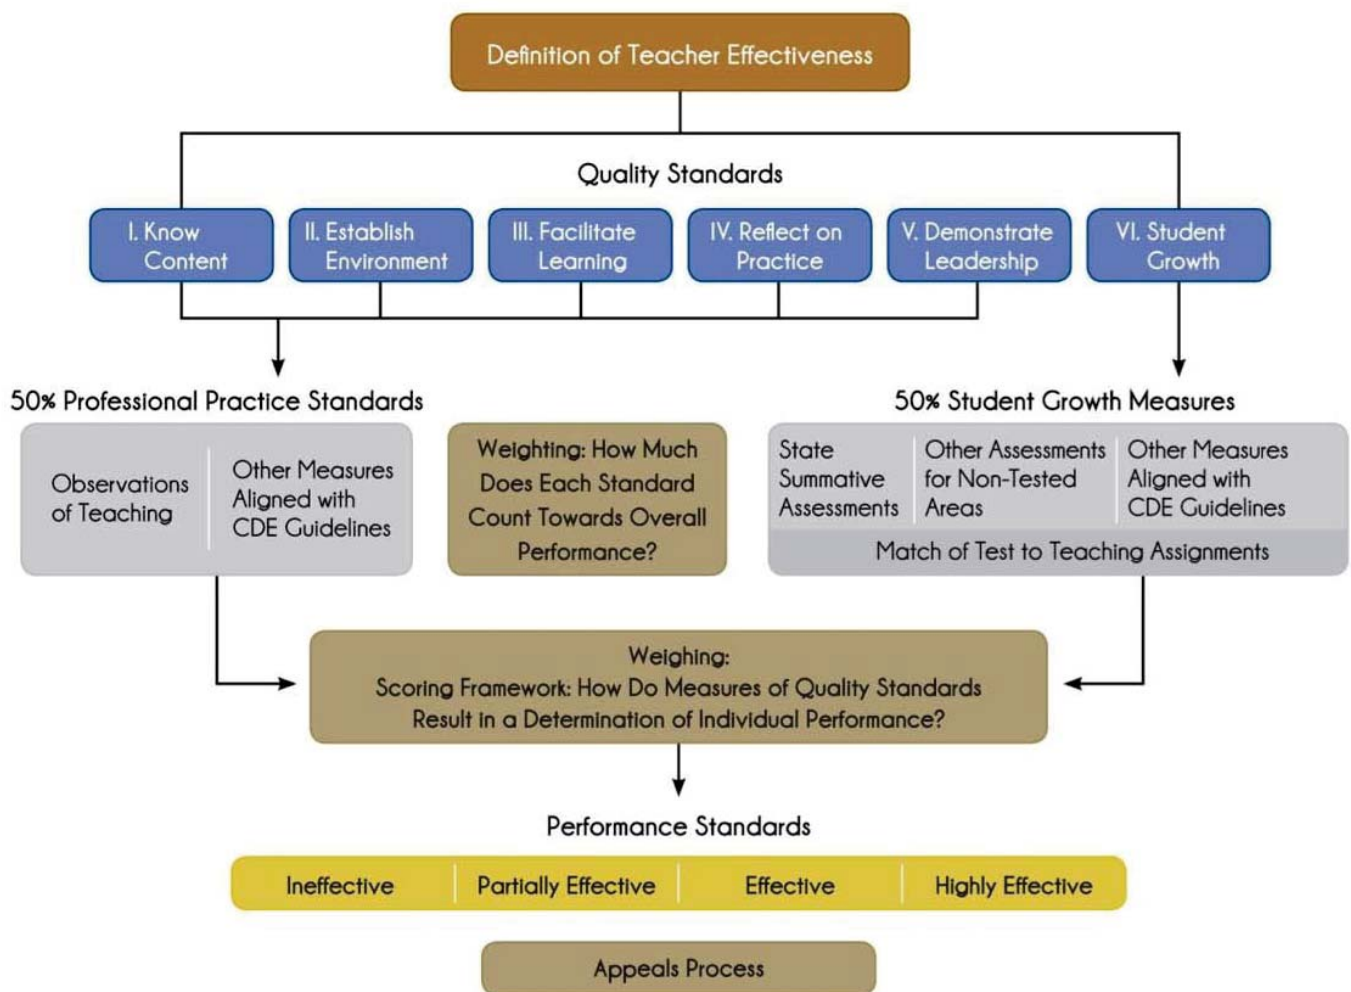 Definition of Teacher Effectiveness
Quality Standards
I. Know
Content
II. Establish
Environment
III. Facilitate
Learning
IV. Reflect on
Practice
V. Demonstrate
Leadership
VI. Student
Growth
50% Professional Practice Standards
Observations
of Teaching
Other Measures
Aligned with
CDE Guidelines
Weighting: How Much
Does Each Standard
Count Towards Overall
Performance?
50% Student Growth Measures
State
Summative
Assessments
Other Assessments
for Non-Tested
Areas
Other Measures
Aligned with
CDE Guidelines
Match of Test to Teaching Assignments
Weighing:
Scoring Framework: How Do Measures of Quality Standards
Result in a Determination of Individual Performance?
Performance Standards
Ineffective
Partially Effective
Effective
Highly Effective
Appeals Process